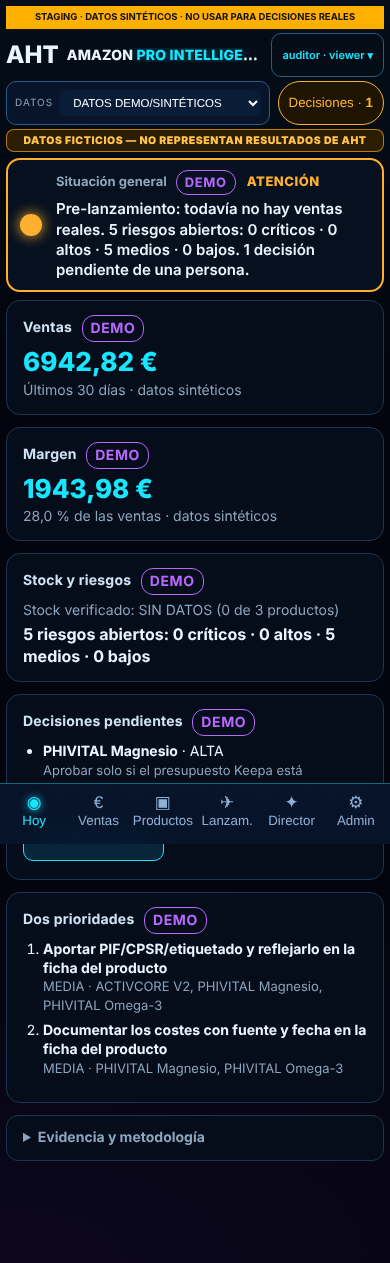 STAGING · DATOS SINTÉTICOS · NO USAR PARA DECISIONES REALES
AHT AMAZON PRO INTELLIGE... auditor · viewer ▾
DATOS DATOS DEMO/SINTÉTICOS Decisiones · 1
DATOS FICTICIOS — NO REPRESENTAN RESULTADOS DE AHT
Situación general DEMO ATENCIÓN
Pre-lanzamiento: todavía no hay ventas
reales. 5 riesgos abiertos: 0 críticos · 0
altos · 5 medios · 0 bajos. 1 decisión
pendiente de una persona.
Ventas DEMO
6942,82 €
Últimos 30 días · datos sintéticos
Margen DEMO
1943,98 €
28,0 % de las ventas · datos sintéticos
Stock y riesgos DEMO
Stock verificado: SIN DATOS (0 de 3 productos)
5 riesgos abiertos: 0 críticos · 0 altos · 5
medios · 0 bajos
Decisiones pendientes DEMO
• PHIVITAL Magnesio · ALTA
Aprobar solo si el presupuesto Keepa está
Hoy € Ventas Productos Lanzam. Director Admin
Dos prioridades DEMO
1. Aportar PIF/CPSR/etiquetado y reflejarlo en la
ficha del producto
MEDIA · ACTIVCORE V2, PHIVITAL Magnesio,
PHIVITAL Omega-3
2. Documentar los costes con fuente y fecha en la
ficha del producto
MEDIA · PHIVITAL Magnesio, PHIVITAL Omega-3
▶ Evidencia y metodología